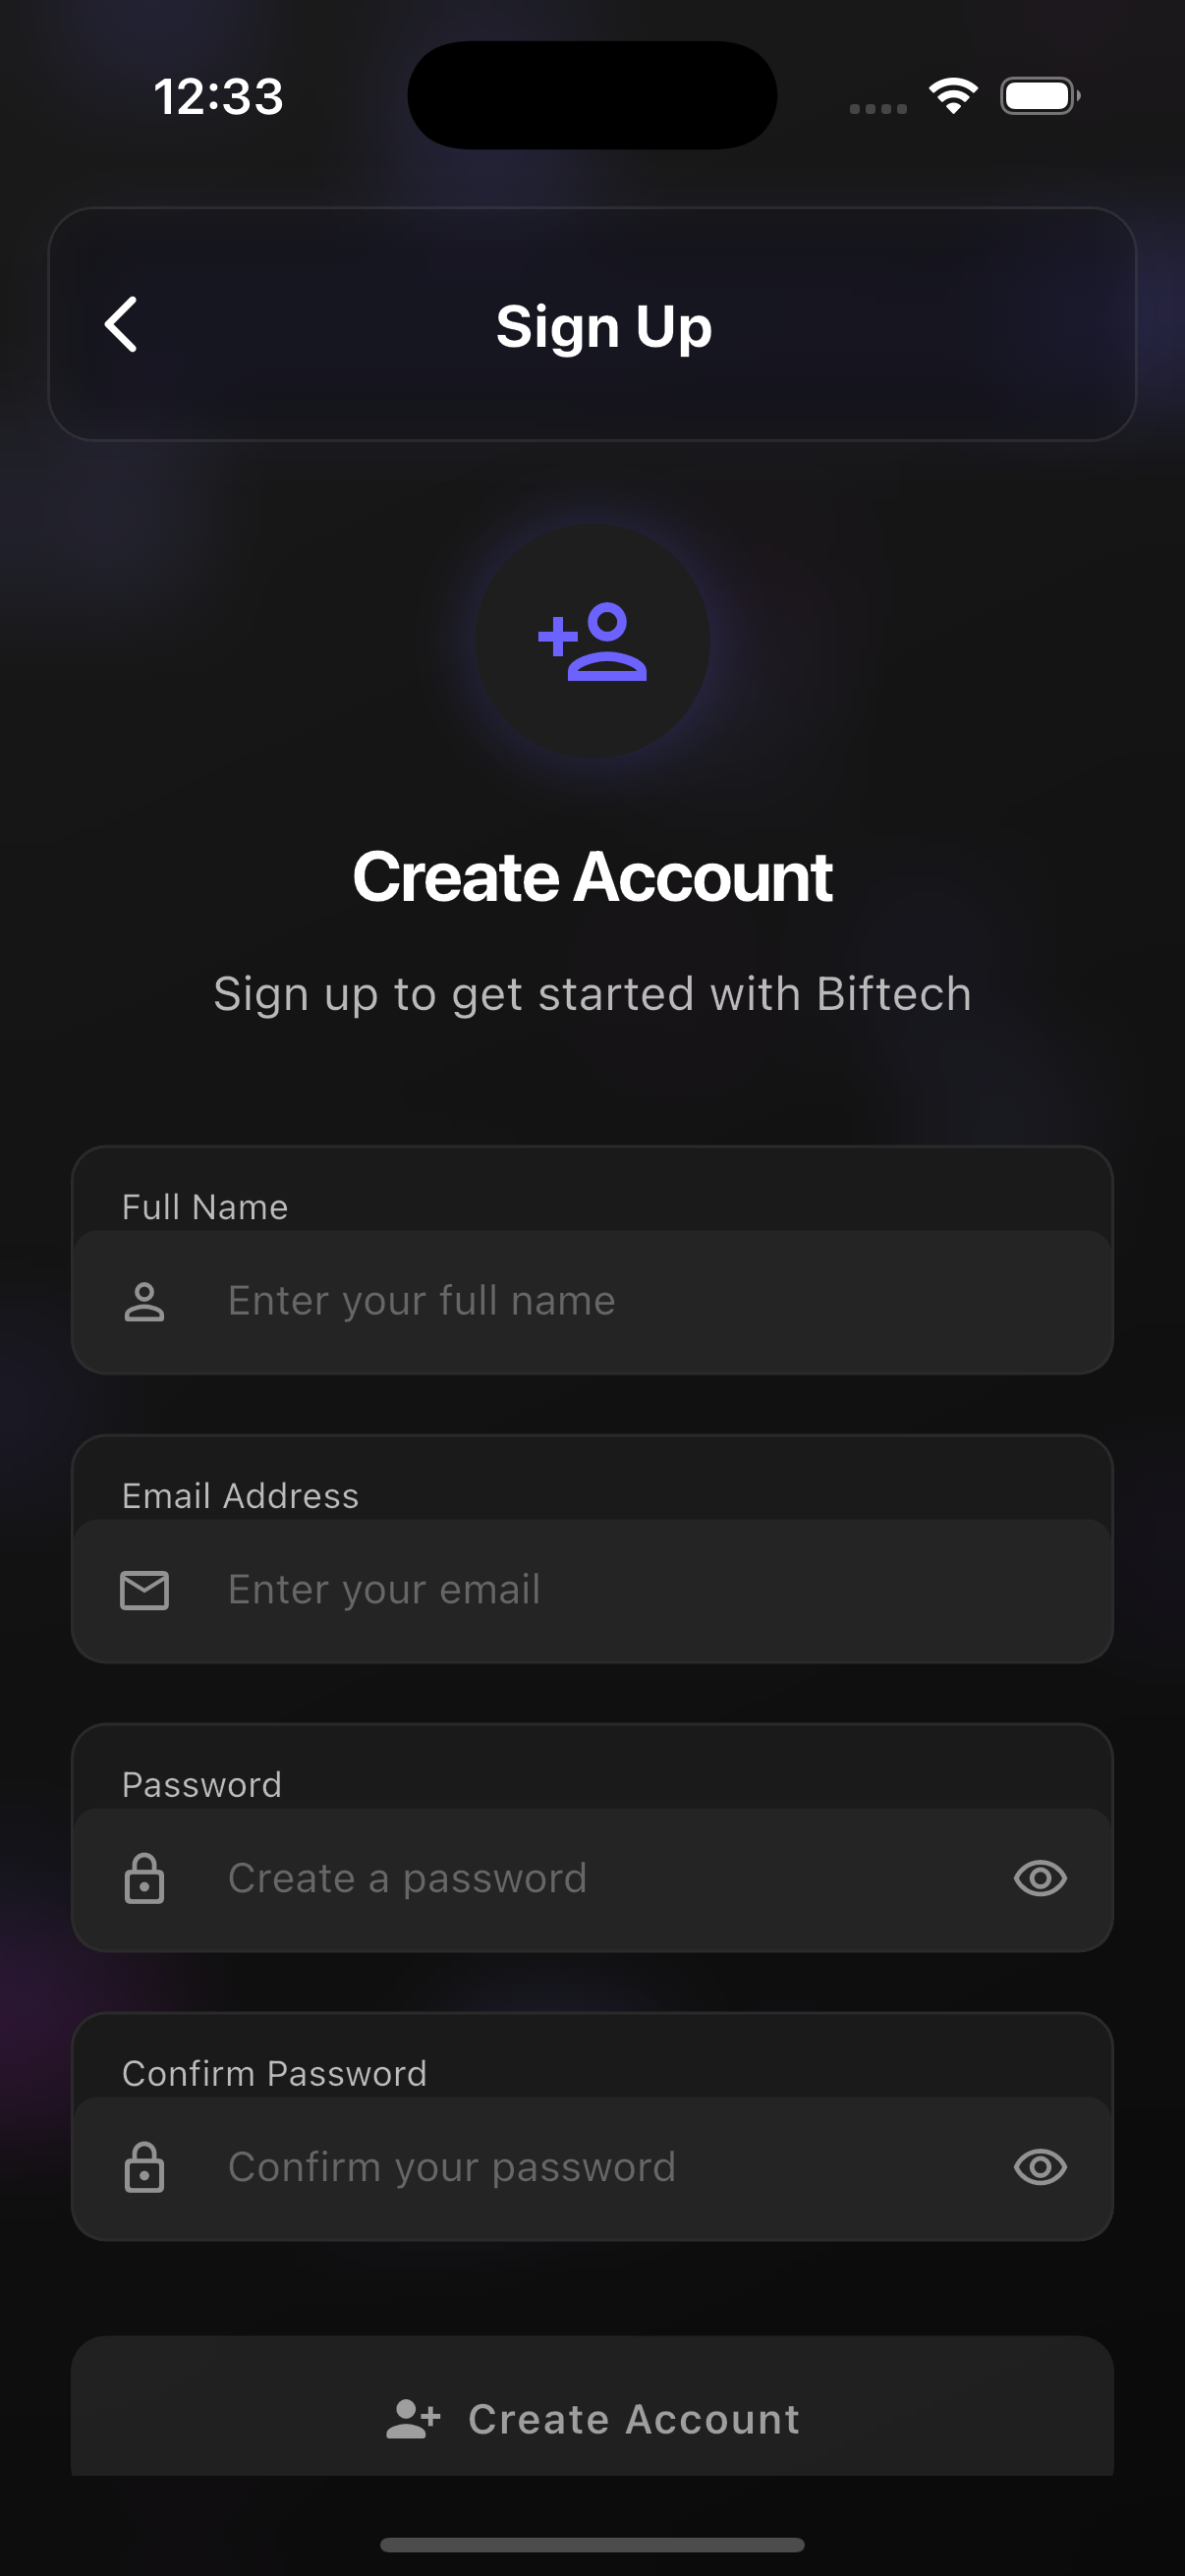 12:33
Sign Up
Create Account
Sign up to get started with Biftech
Full Name
Enter your full name
Email Address
Enter your email
Password
Create a password
Confirm Password
Confirm your password
Create Account